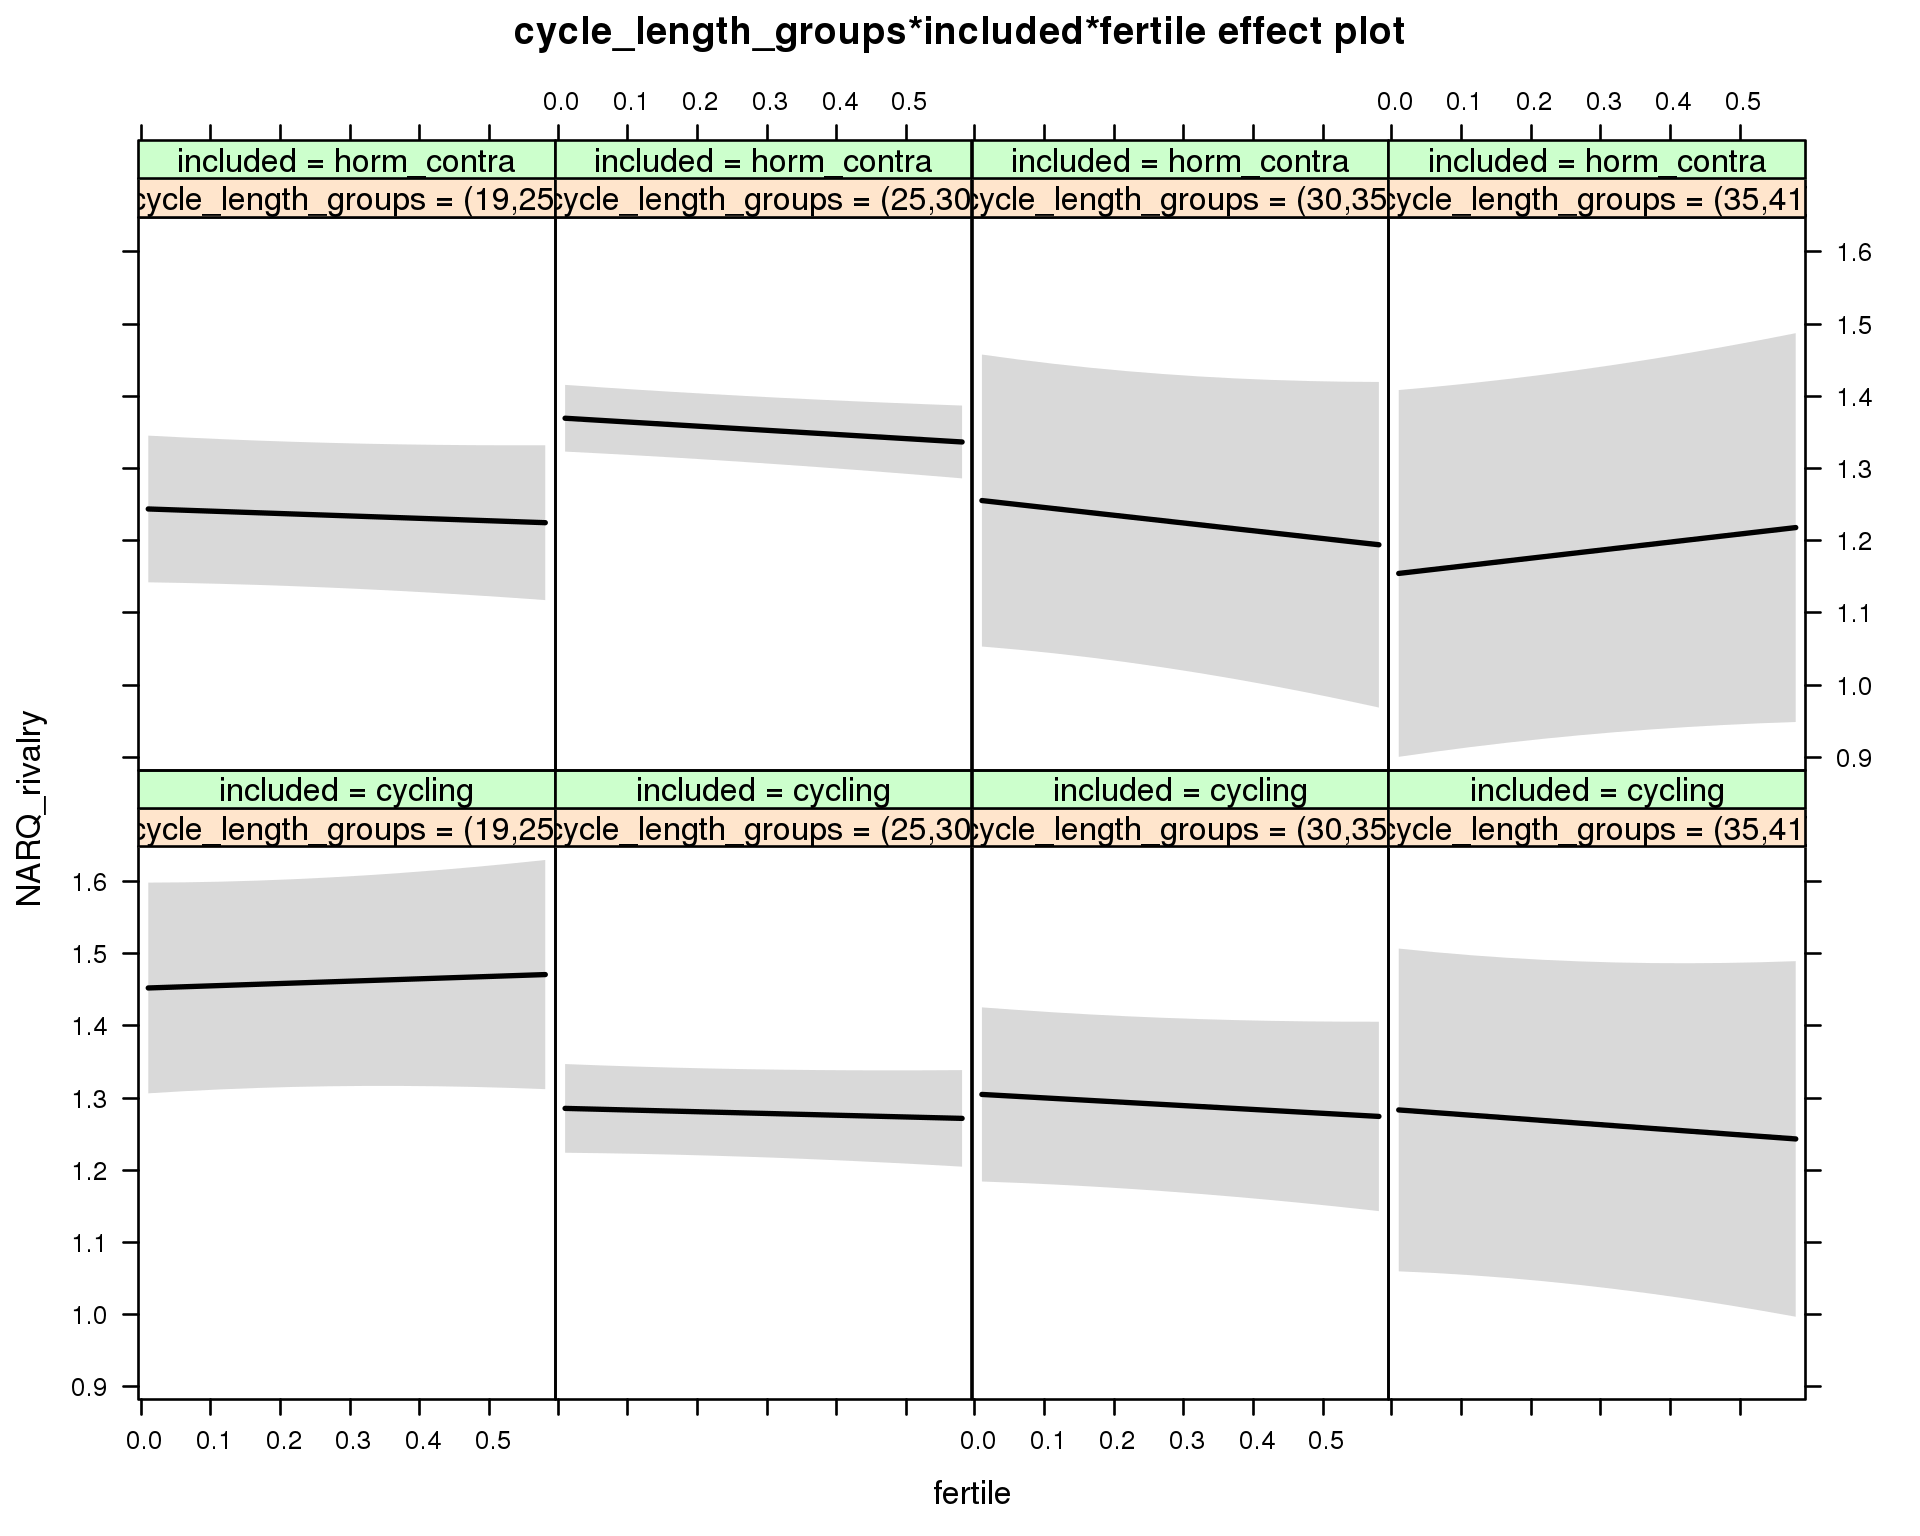 cycle_length_groups*included*fertile effect plot
0.0 0.1 0.2 0.3 0.4 0.5 0.0 0.1 0.2 0.3 0.4 0.5
included = horm_contra included = horm_contra included = horm_contra included = horm_contra
cycle_length_groups = (19,25 cycle_length_groups = (25,30 cycle_length_groups = (30,35 cycle_length_groups = (35,41
1.6
1.5
1.4
1.3
1.2
1.1
1.0
0.9
NARQ_rivalry
included = cycling included = cycling included = cycling included = cycling
cycle_length_groups = (19,25 cycle_length_groups = (25,30 cycle_length_groups = (30,35 cycle_length_groups = (35,41
1.6
1.5
1.4
1.3
1.2
1.1
1.0
0.9
0.0 0.1 0.2 0.3 0.4 0.5 0.0 0.1 0.2 0.3 0.4 0.5
fertile